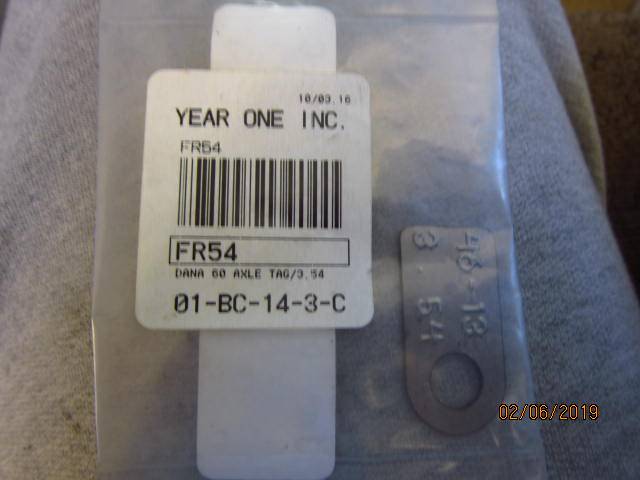 10/03.16
YEAR ONE INC.
FR54
FR54
DANA 60 AXLE TAG/3.54
01-BC-14-3-C
46-13
3.54
02/06/2019